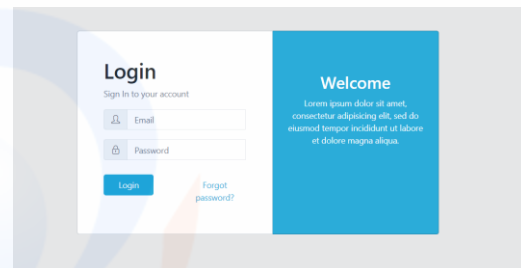 Login
Sign In to your account
Email
Password
Login
Forgot
password?
Welcome
Lorem ipsum dolor sit amet,
consectetur adipisicing elit, sed do
eiusmod tempor incididunt ut labore
et dolore magna aliqua.